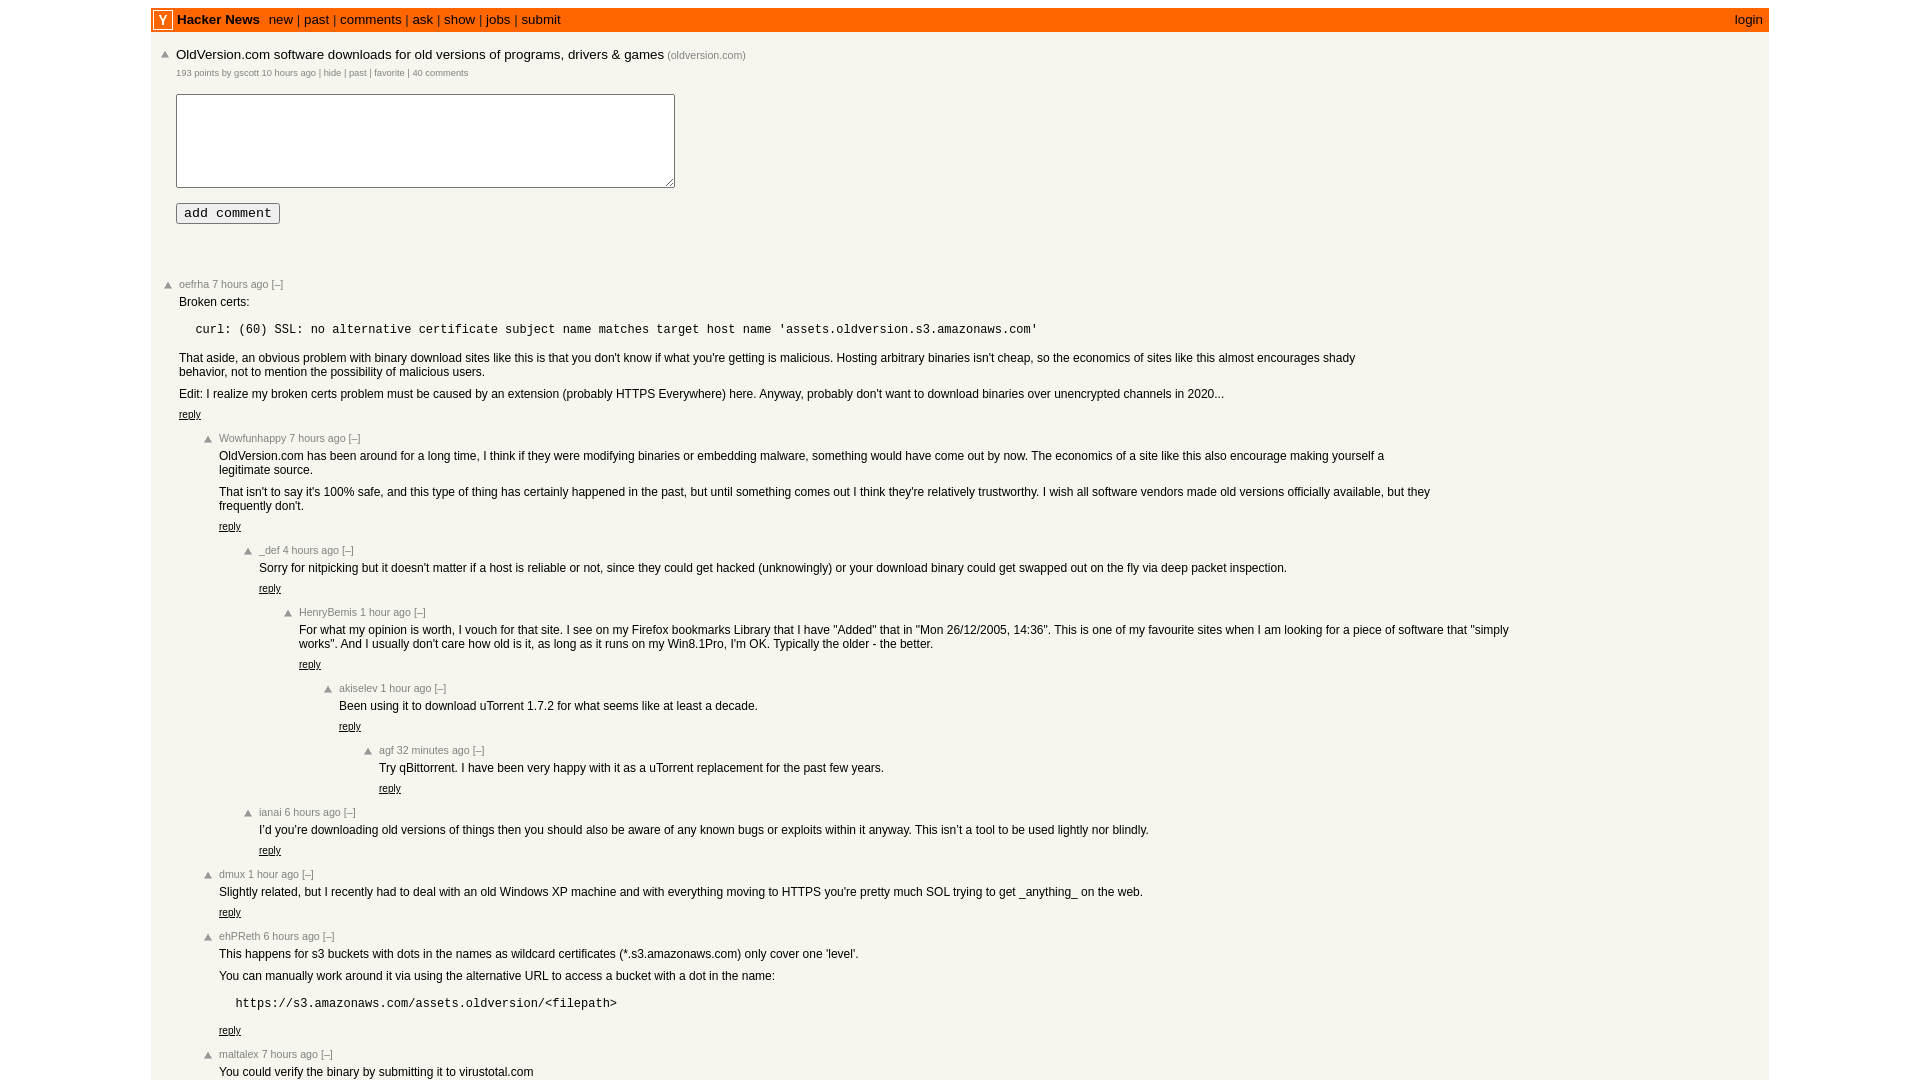 Y Hacker News new | past | comments | ask | show | jobs | submit login
OldVersion.com software downloads for old versions of programs, drivers & games (oldversion.com)
193 points by gscott 10 hours ago | hide | past | favorite | 40 comments
add comment
oefrha 7 hours ago [–]
Broken certs:
curl: (60) SSL: no alternative certificate subject name matches target host name 'assets.oldversion.s3.amazonaws.com'
That aside, an obvious problem with binary download sites like this is that you don't know if what you're getting is malicious. Hosting arbitrary binaries isn't cheap, so the economics of sites like this almost encourages shady
behavior, not to mention the possibility of malicious users.
Edit: I realize my broken certs problem must be caused by an extension (probably HTTPS Everywhere) here. Anyway, probably don't want to download binaries over unencrypted channels in 2020...
reply
Wowfunhappy 7 hours ago [–]
OldVersion.com has been around for a long time, I think if they were modifying binaries or embedding malware, something would have come out by now. The economics of a site like this also encourage making yourself a
legitimate source.
That isn't to say it's 100% safe, and this type of thing has certainly happened in the past, but until something comes out I think they're relatively trustworthy. I wish all software vendors made old versions officially available, but they
frequently don't.
reply
_def 4 hours ago [–]
Sorry for nitpicking but it doesn't matter if a host is reliable or not, since they could get hacked (unknowingly) or your download binary could get swapped out on the fly via deep packet inspection.
reply
HenryBemis 1 hour ago [–]
For what my opinion is worth, I vouch for that site. I see on my Firefox bookmarks Library that I have "Added" that in "Mon 26/12/2005, 14:36". This is one of my favourite sites when I am looking for a piece of software that "simply
works". And I usually don't care how old is it, as long as it runs on my Win8.1Pro, I'm OK. Typically the older - the better.
reply
akiselev 1 hour ago [–]
Been using it to download uTorrent 1.7.2 for what seems like at least a decade.
reply
agf 32 minutes ago [–]
Try qBittorrent. I have been very happy with it as a uTorrent replacement for the past few years.
reply
ianai 6 hours ago [–]
I’d you’re downloading old versions of things then you should also be aware of any known bugs or exploits within it anyway. This isn’t a tool to be used lightly nor blindly.
reply
dmux 1 hour ago [–]
Slightly related, but I recently had to deal with an old Windows XP machine and with everything moving to HTTPS you're pretty much SOL trying to get _anything_ on the web.
reply
ehPReth 6 hours ago [–]
This happens for s3 buckets with dots in the names as wildcard certificates (*.s3.amazonaws.com) only cover one 'level'.
You can manually work around it via using the alternative URL to access a bucket with a dot in the name:
https://s3.amazonaws.com/assets.oldversion/<filepath>
reply
maltalex 7 hours ago [–]
You could verify the binary by submitting it to virustotal.com